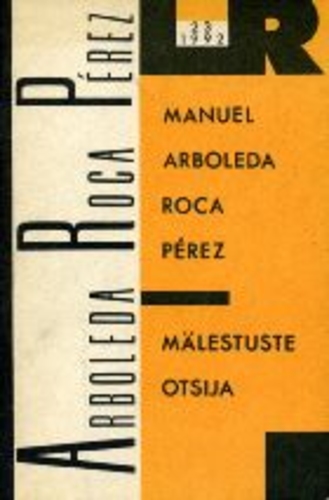 LR
MANUEL
ARBOLEDA
ROCA
PÉREZ
MÄLESTUSTE
OTSIJA
ARBOLEDA ROCA PÉREZ